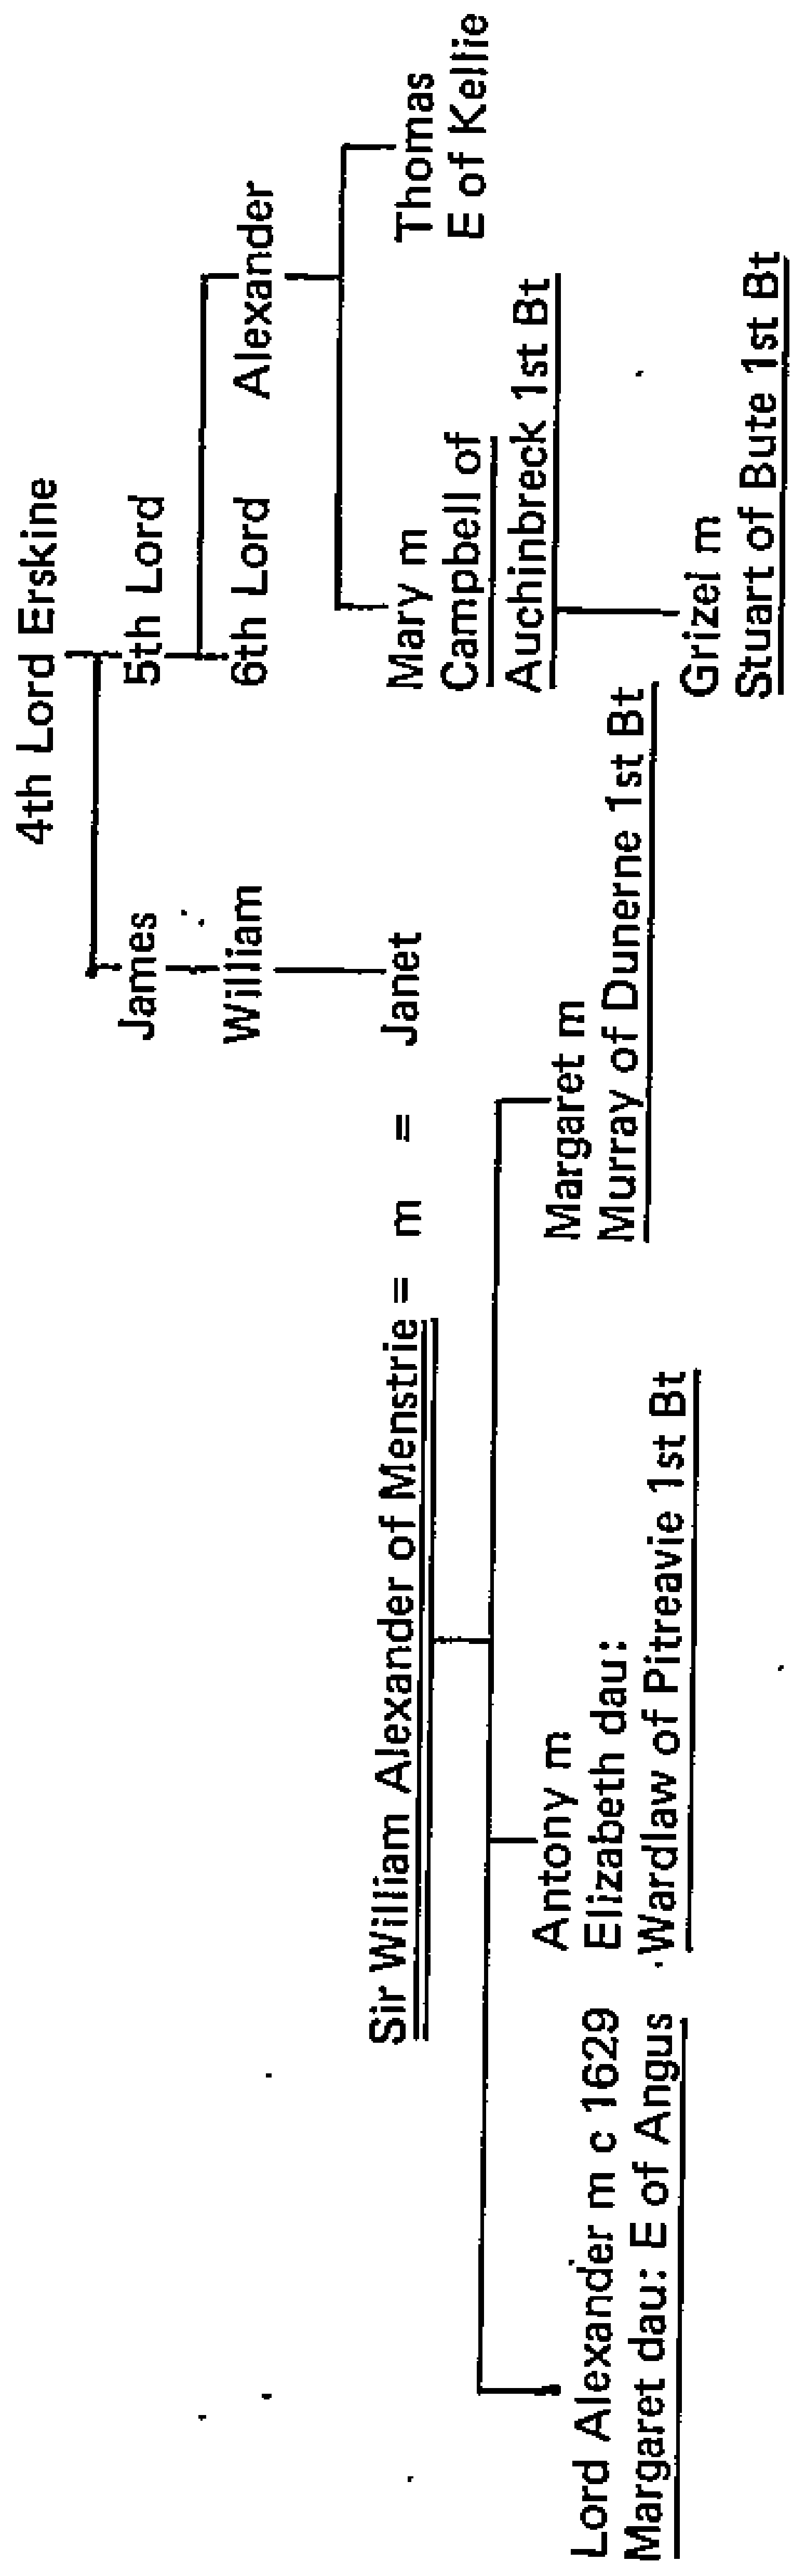 4th Lord Erskine
James
5th Lord
William
6th Lord
Alexander
Sir William Alexander of Menstrie = m = Janet
Mary m
Campbell of
Auchinbreck 1st Bt
Thomas
E of Kellie
Lord Alexander m c 1629
Margaret dau: E of Angus
Antony m
Elizabeth dau:
Wardlaw of Pitreavie 1st Bt
Margaret m
Murray of Dunerne 1st Bt
Grizel m
Stuart of Bute 1st Bt